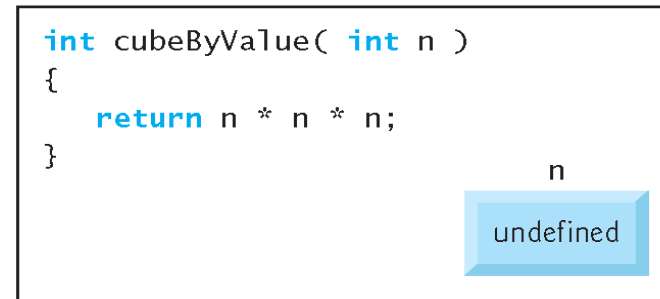 int cubeByValue( int n )
{
return n * n * n;
}
n
undefined